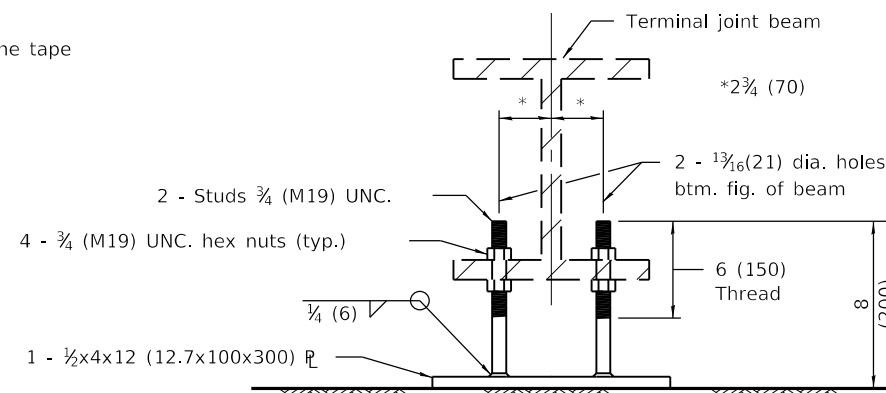 Terminal joint beam
ne tape
*2¾ (70)
* *
2 - ¹³⁄₁₆(21) dia. holes
btm. fig. of beam
2 - Studs ¾ (M19) UNC.
4 - ¾ (M19) UNC. hex nuts (typ.)
6 (150)
Thread
8
(200)
¼ (6)
1 - ½x4x12 (12.7x100x300) ⅊